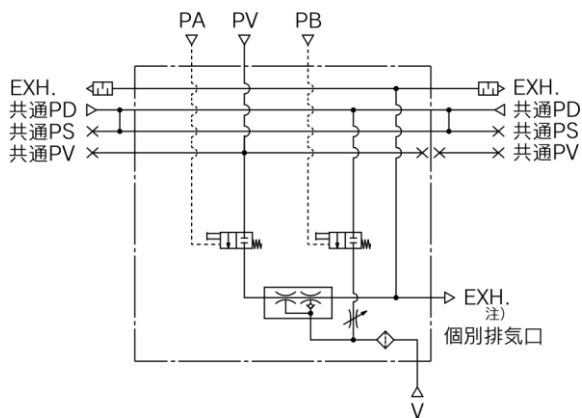 PA PV PB
EXH. EXH.
共通PD 共通PD
共通PS 共通PS
共通PV 共通PV
EXH.
注)
個別排気口
V